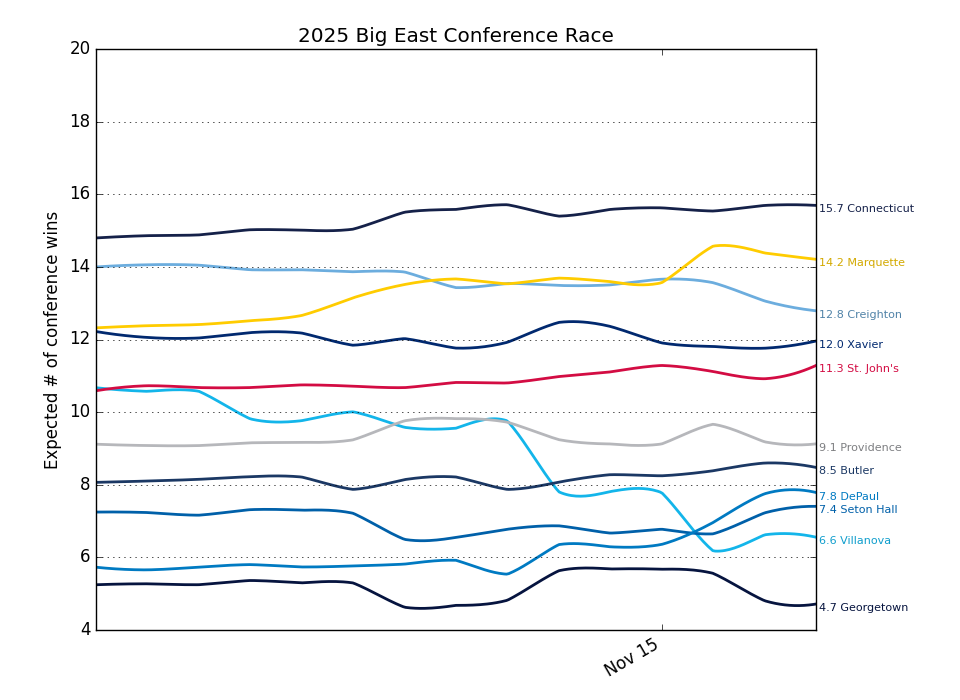 2025 Big East Conference Race
Expected # of conference wins
20
18
16
14
12
10
8
6
4
15.7 Connecticut
14.2 Marquette
12.8 Creighton
12.0 Xavier
11.3 St. John's
9.1 Providence
8.5 Butler
7.8 DePaul
7.4 Seton Hall
6.6 Villanova
4.7 Georgetown
Nov 15